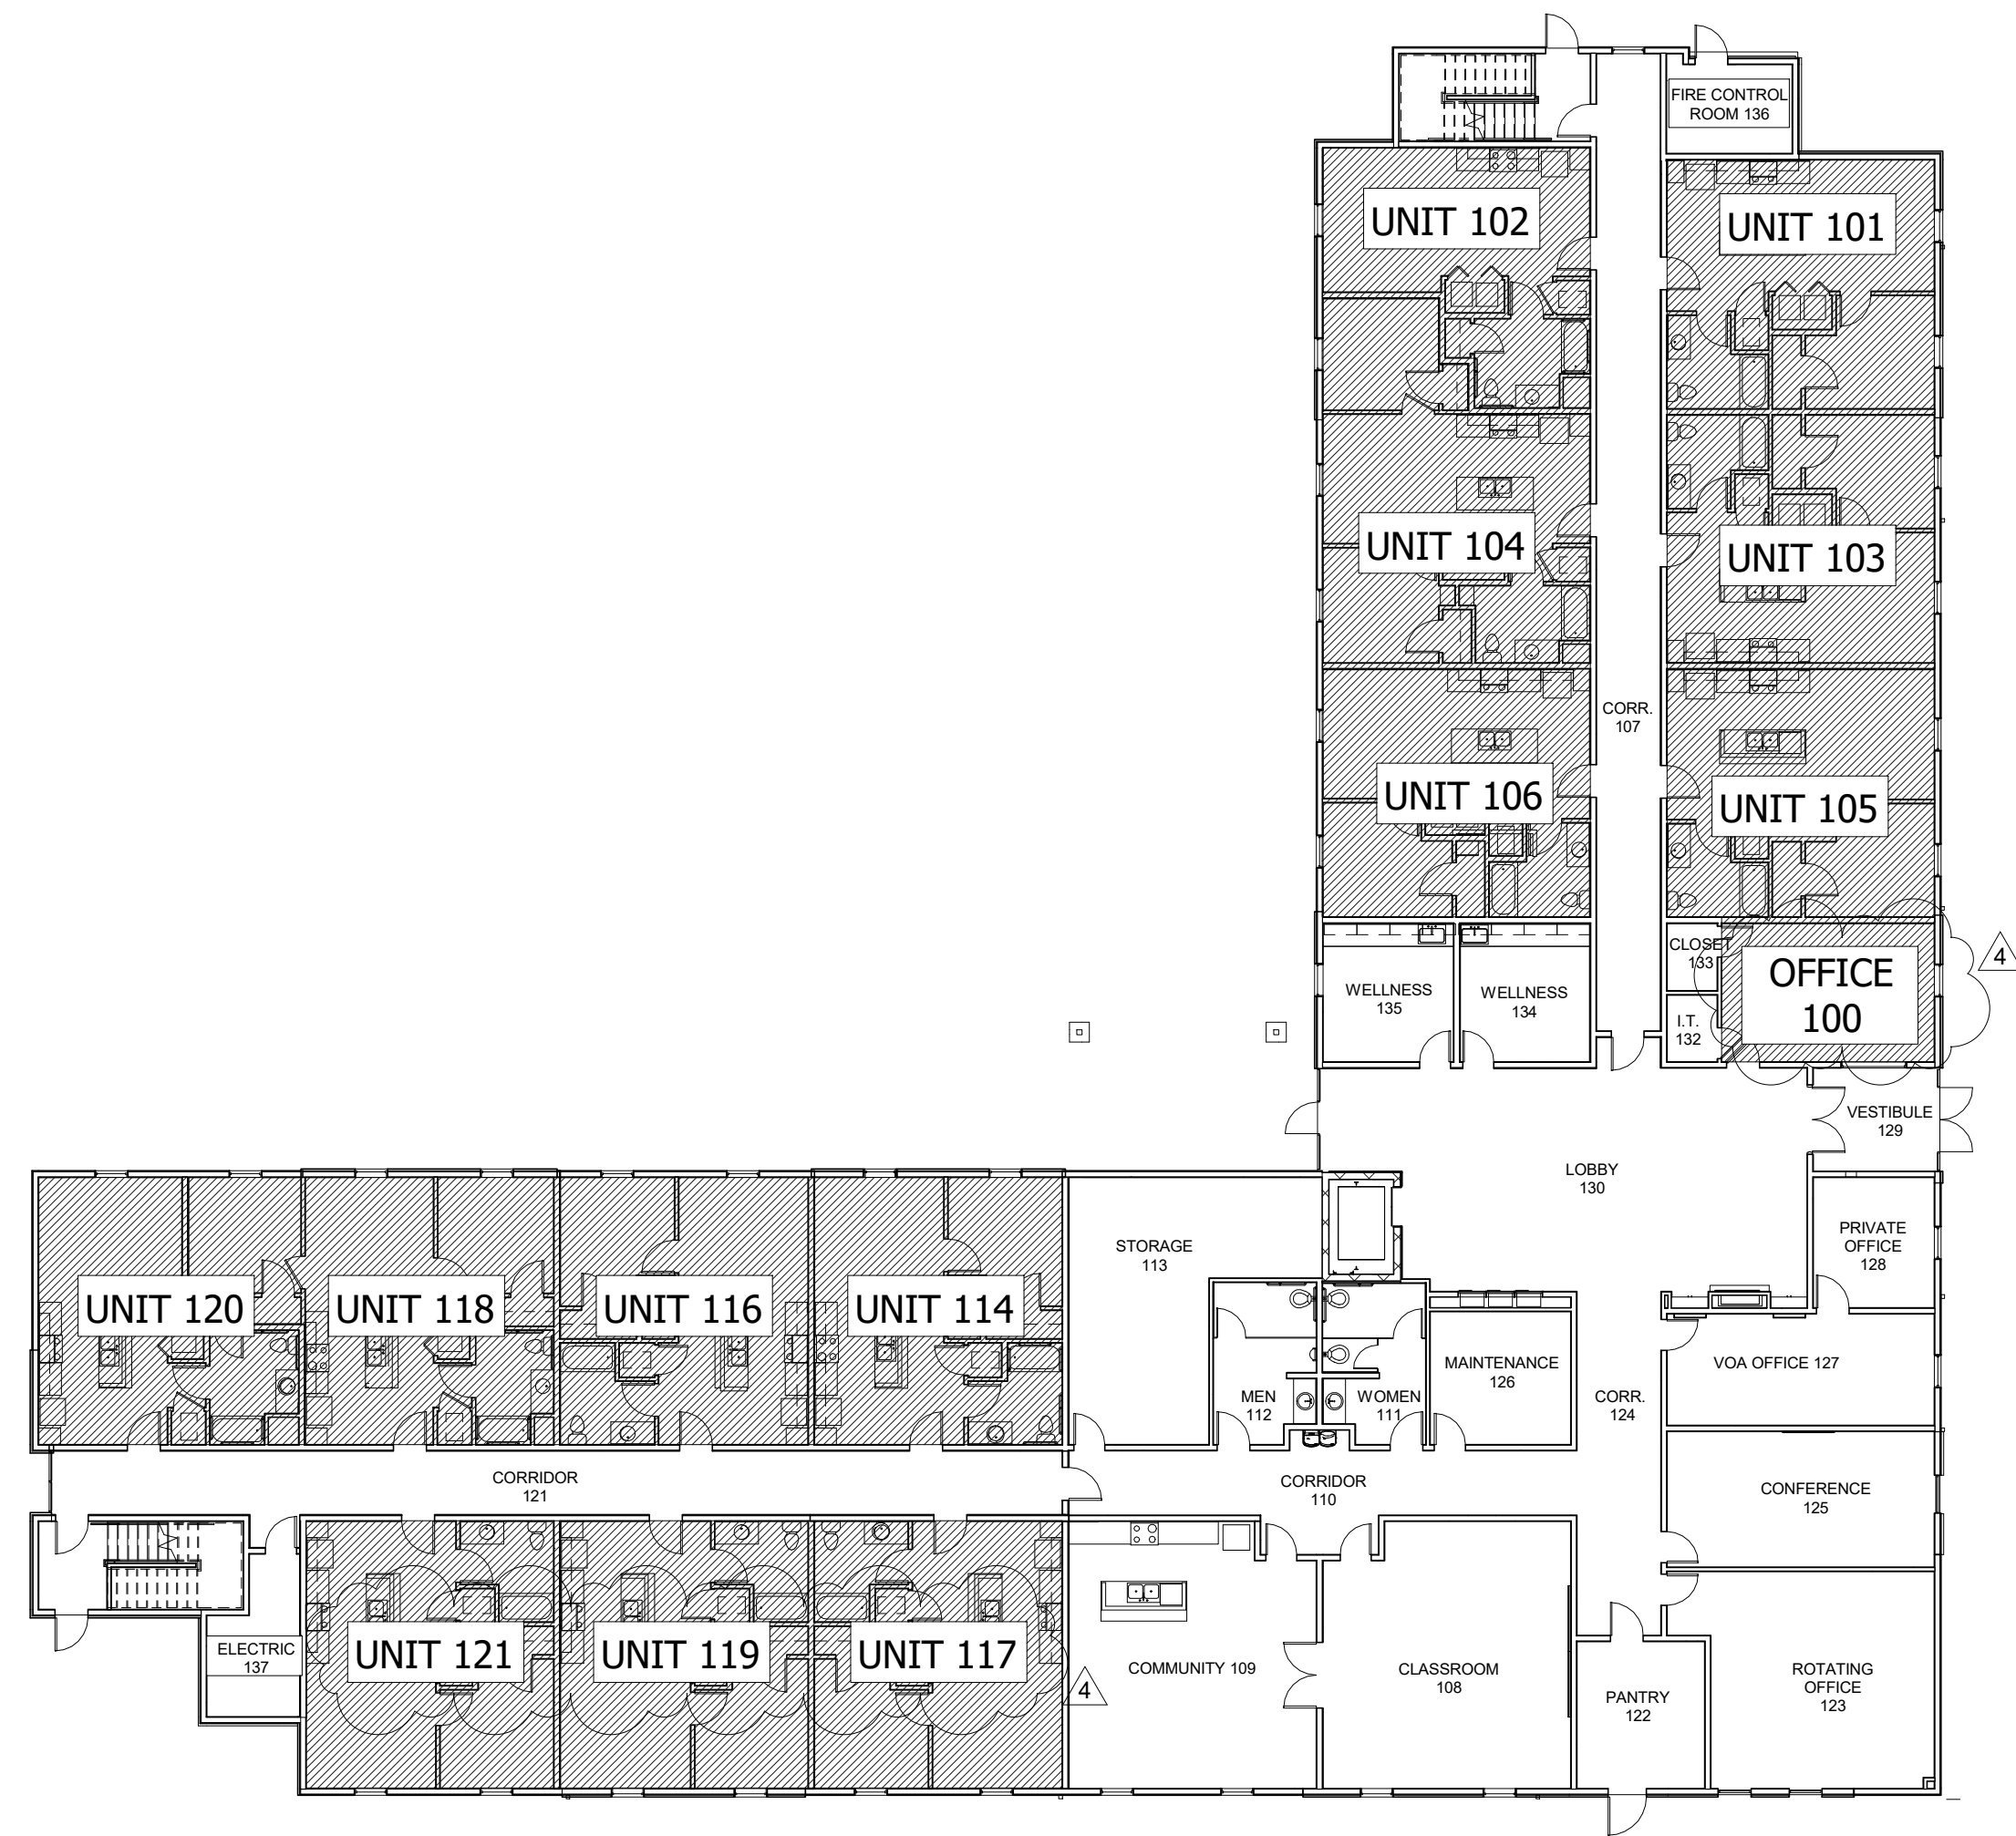 FIRE CONTROL
ROOM 136
UNIT 102
UNIT 101
UNIT 104
UNIT 103
CORR.
107
UNIT 106
UNIT 105
CLOSET
133
OFFICE
100
4
WELLNESS
135
WELLNESS
134
I.T.
132
VESTIBULE
129
LOBBY
130
STORAGE
113
PRIVATE
OFFICE
128
UNIT 120
UNIT 118
UNIT 116
UNIT 114
MAINTENANCE
126
VOA OFFICE 127
MEN
112
WOMEN
111
CORR.
124
CORRIDOR
121
CORRIDOR
110
CONFERENCE
125
ELECTRIC
137
UNIT 121
UNIT 119
UNIT 117
4
COMMUNITY 109
CLASSROOM
108
PANTRY
122
ROTATING
OFFICE
123